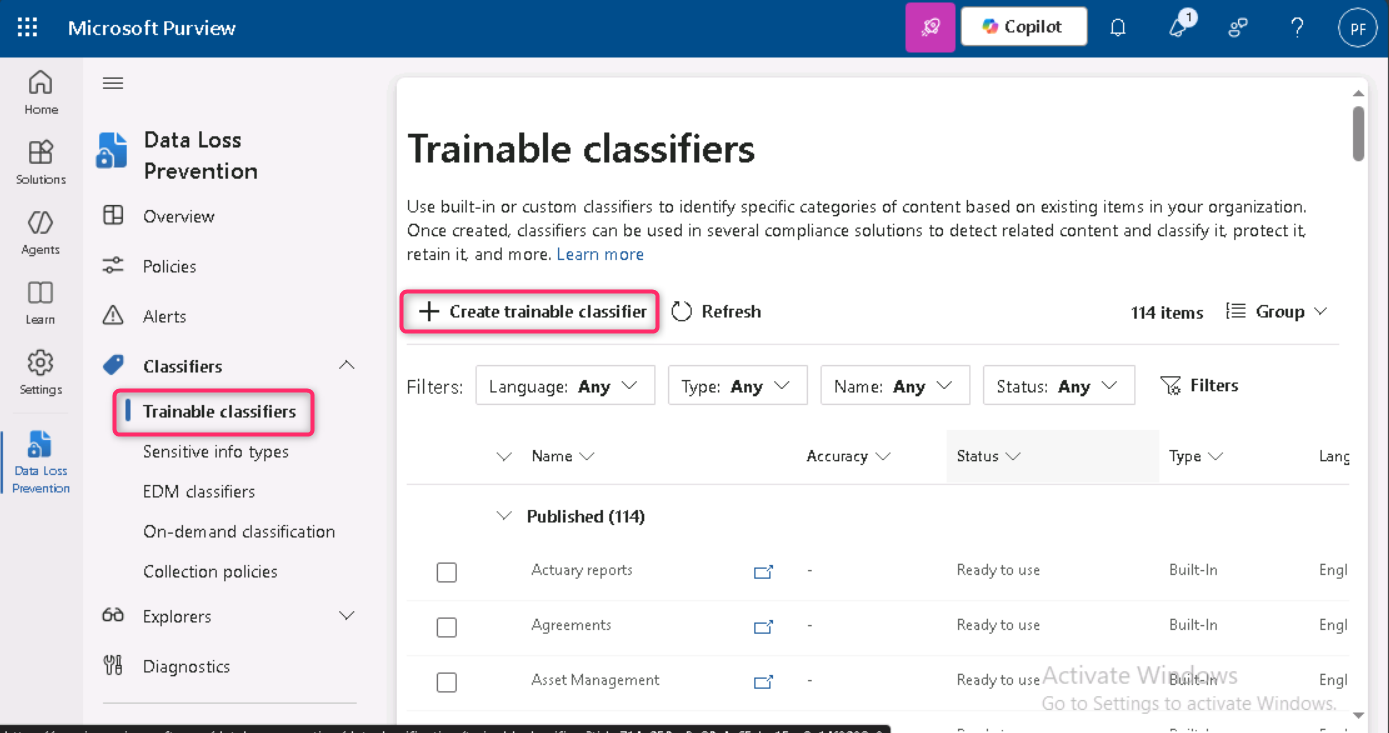 Microsoft Purview
Copilot
1
?
PF
Home
Solutions
Agents
Learn
Settings
Data Loss
Prevention
Data Loss
Prevention
Overview
Policies
Alerts
Classifiers
Trainable classifiers
Sensitive info types
EDM classifiers
On-demand classification
Collection policies
Explorers
Diagnostics
Trainable classifiers
Use built-in or custom classifiers to identify specific categories of content based on existing items in your organization.
Once created, classifiers can be used in several compliance solutions to detect related content and classify it, protect it,
retain it, and more. Learn more
Create trainable classifier Refresh 114 items Group
Filters: Language: Any Type: Any Name: Any Status: Any Filters
Name Accuracy Status Type Lang
Published (114)
Actuary reports - Ready to use Built-In Engl
Agreements - Ready to use Built-In Engl
Asset Management - Ready to use Built-In Engl
Activate Windows
Go to Settings to activate Windows.